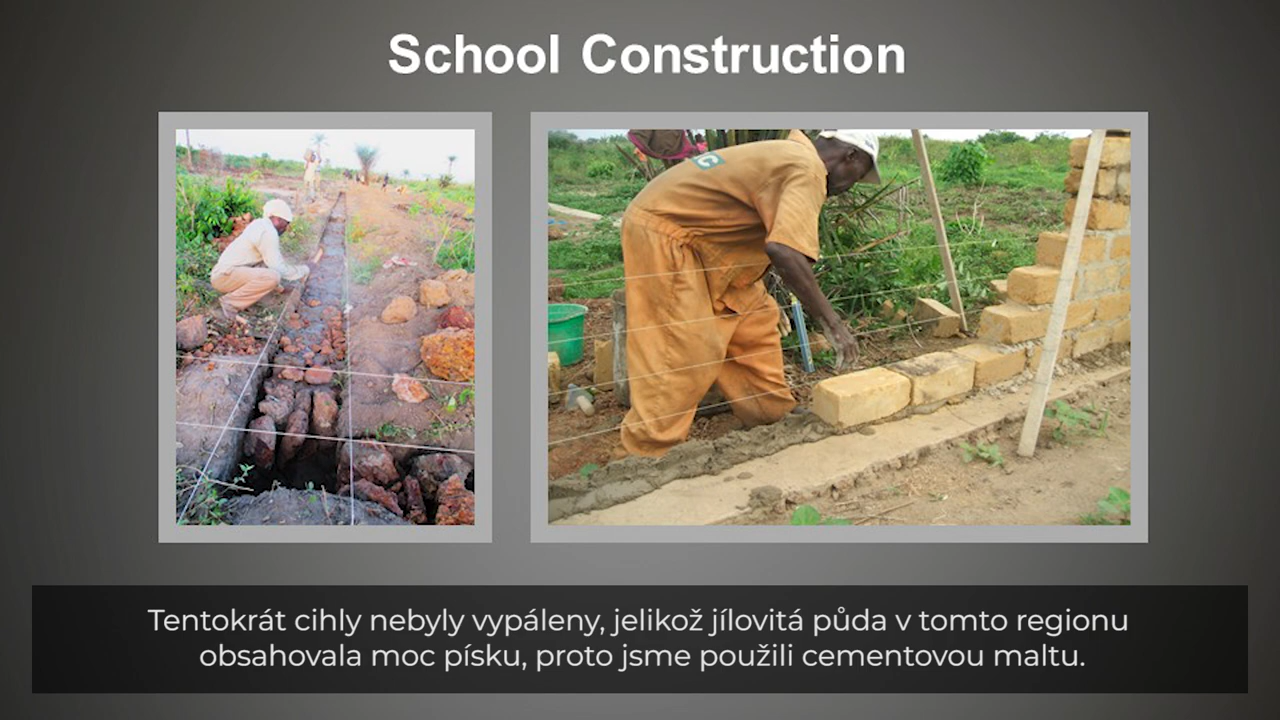 School Construction
C
Tentokrát cihly nebyly vypáleny, jelikož jílovitá půda v tomto regionu
obsahovala moc písku, proto jsme použili cementovou maltu.